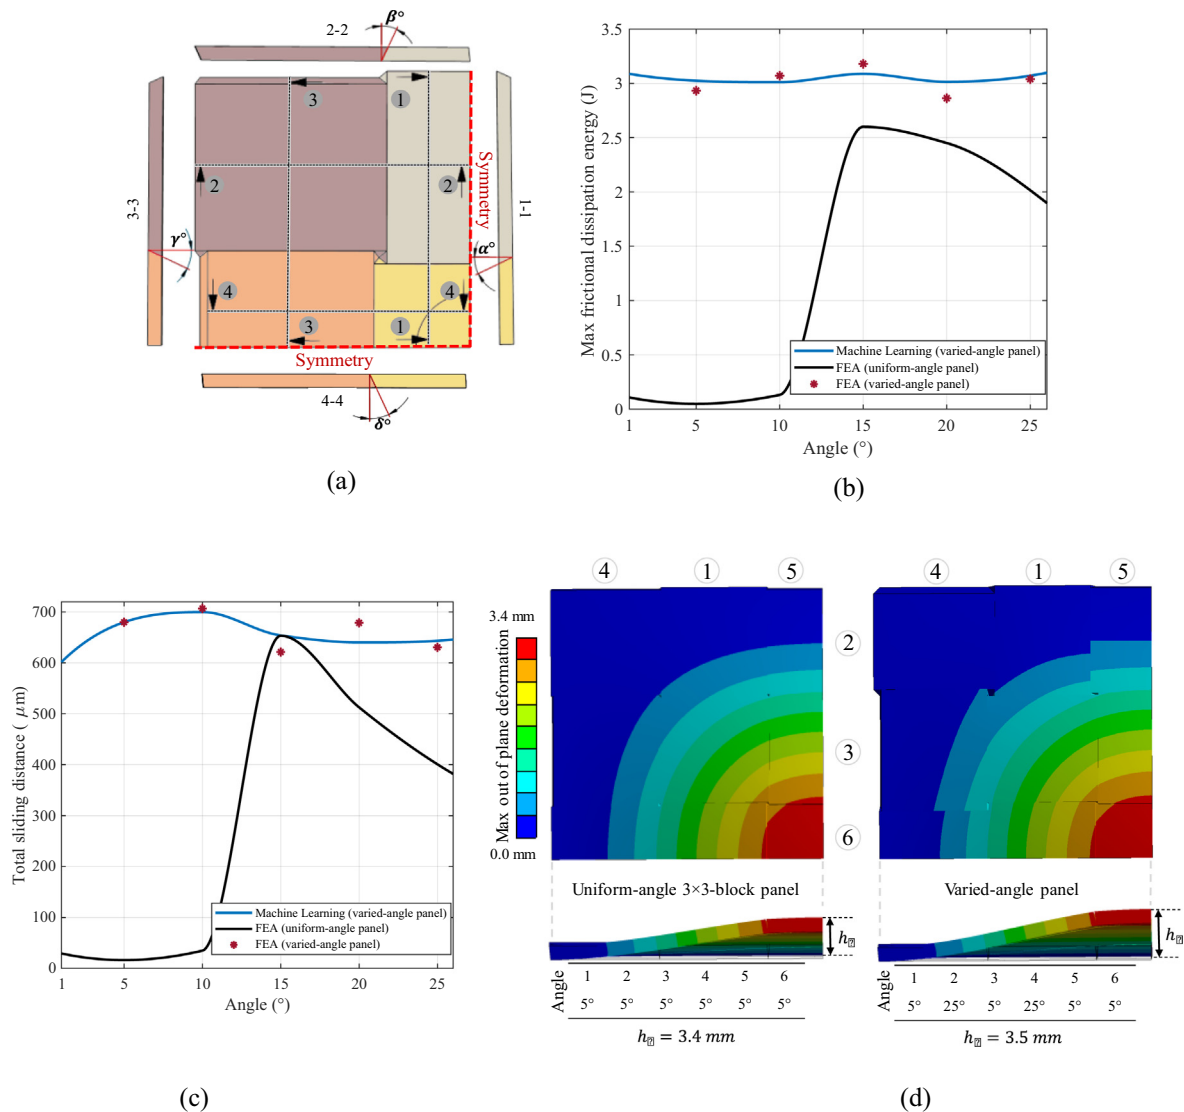 2-2
β°
3
1
2
2
Symmetry
3-3
1-1
γ°
α°
4
4
3
1
Symmetry
4-4
δ°
(a)
Max frictional dissipation energy (J)
3.5
3
2.5
2
1.5
1
0.5
0
Machine Learning (varied-angle panel)
FEA (uniform-angle panel)
FEA (varied-angle panel)
1 5 10 15 20 25
Angle (°)
(b)
Total sliding distance ( μm)
700
600
500
400
300
200
100
0
Machine Learning (varied-angle panel)
FEA (uniform-angle panel)
FEA (varied-angle panel)
1 5 10 15 20 25
Angle (°)
(c)
4 1 5
4 1 5
3.4 mm
Max out of plane deformation
0.0 mm
2
3
6
Uniform-angle 3×3-block panel
Varied-angle panel
h
h
Angle 1 2 3 4 5 6
5° 5° 5° 5° 5° 5°
h = 3.4 mm
Angle 1 2 3 4 5 6
5° 25° 5° 25° 5° 5°
h = 3.5 mm
(d)